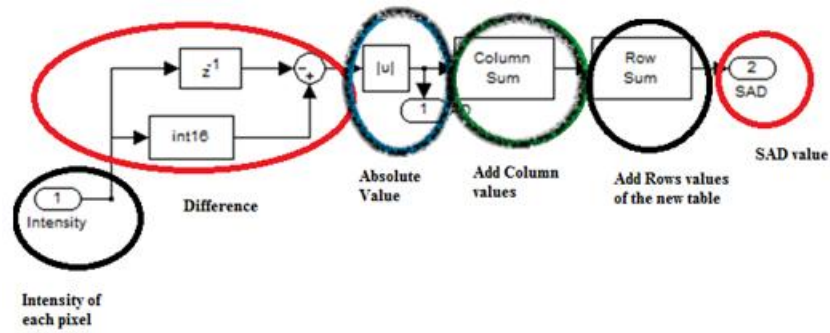 z-1
-
+
int16
1
Intensity
|u|
1
Column
Sum
Row
Sum
2
SAD
Difference
Absolute
Value
Add Column
values
Add Rows values
of the new table
SAD value
Intensity of
each pixel